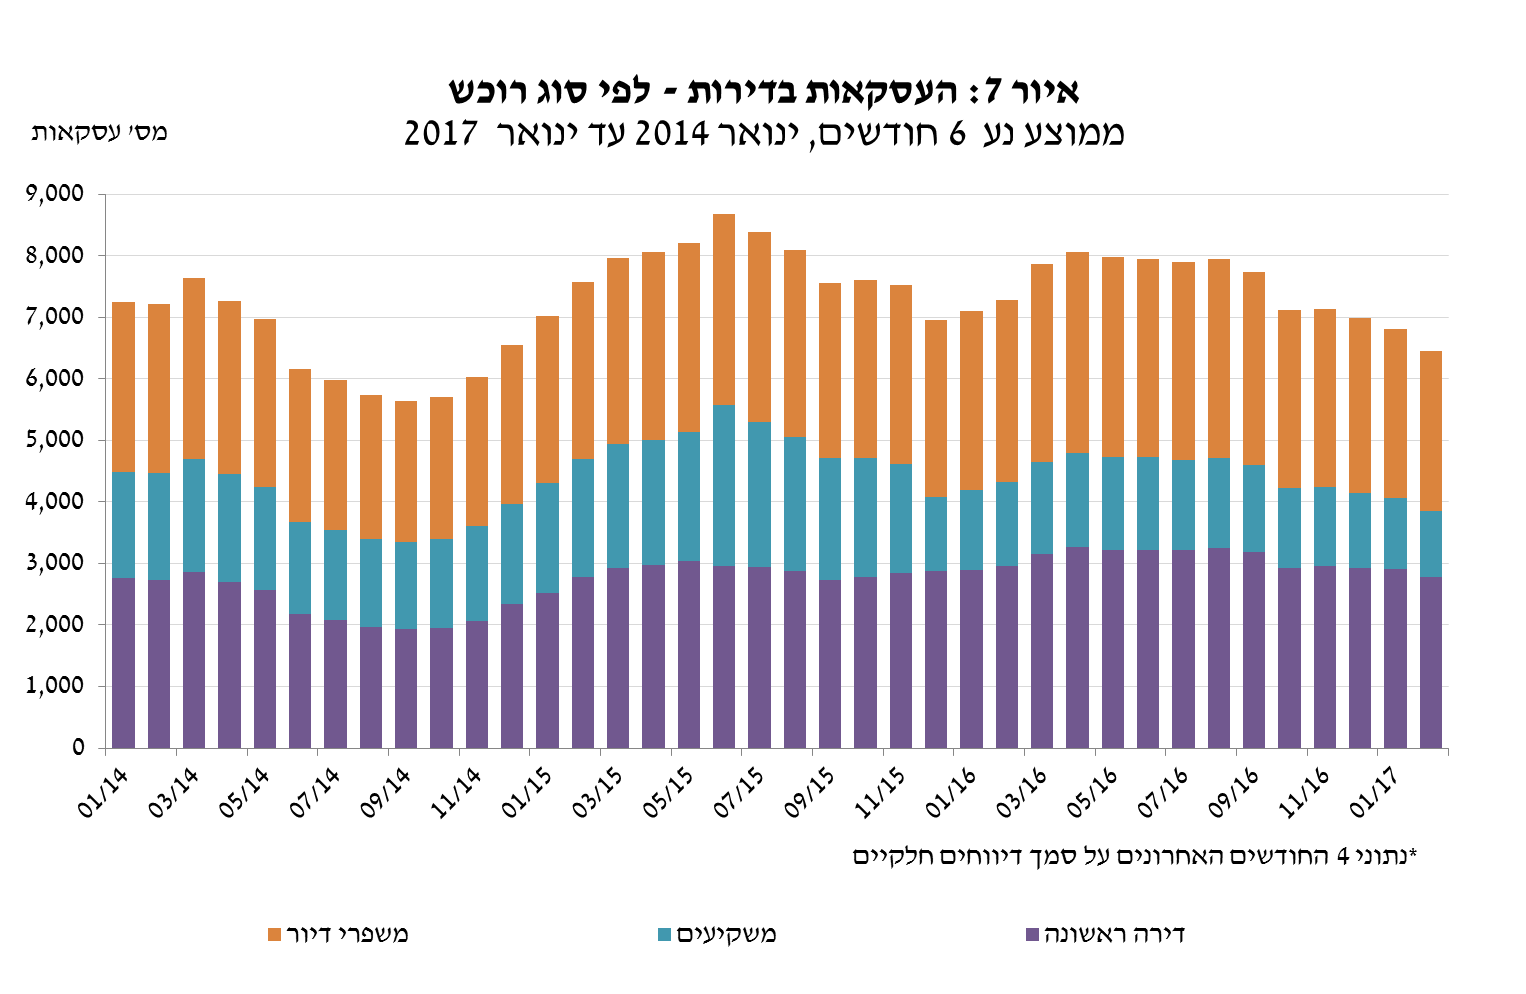 איור 7: העסקאות בדירות - לפי סוג רוכש
ממוצע נע 6 חודשים, ינואר 2014 עד ינואר 2017
מס' עסקאות
9,000
8,000
7,000
6,000
5,000
4,000
3,000
2,000
1,000
0
01/14 03/14 05/14 07/14 09/14 11/14 01/15 03/15 05/15 07/15 09/15 11/15 01/16 03/16 05/16 07/16 09/16 11/16 01/17
*נתוני 4 החודשים האחרונים על סמך דיווחים חלקיים
דירה ראשונה משקיעים משפרי דיור